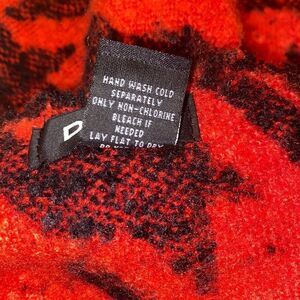 HAND WASH COLD
SEPARATELY
ONLY NON-CHLORINE
BLEACH IF
NEEDED
LAY FLAT TO DRY
D